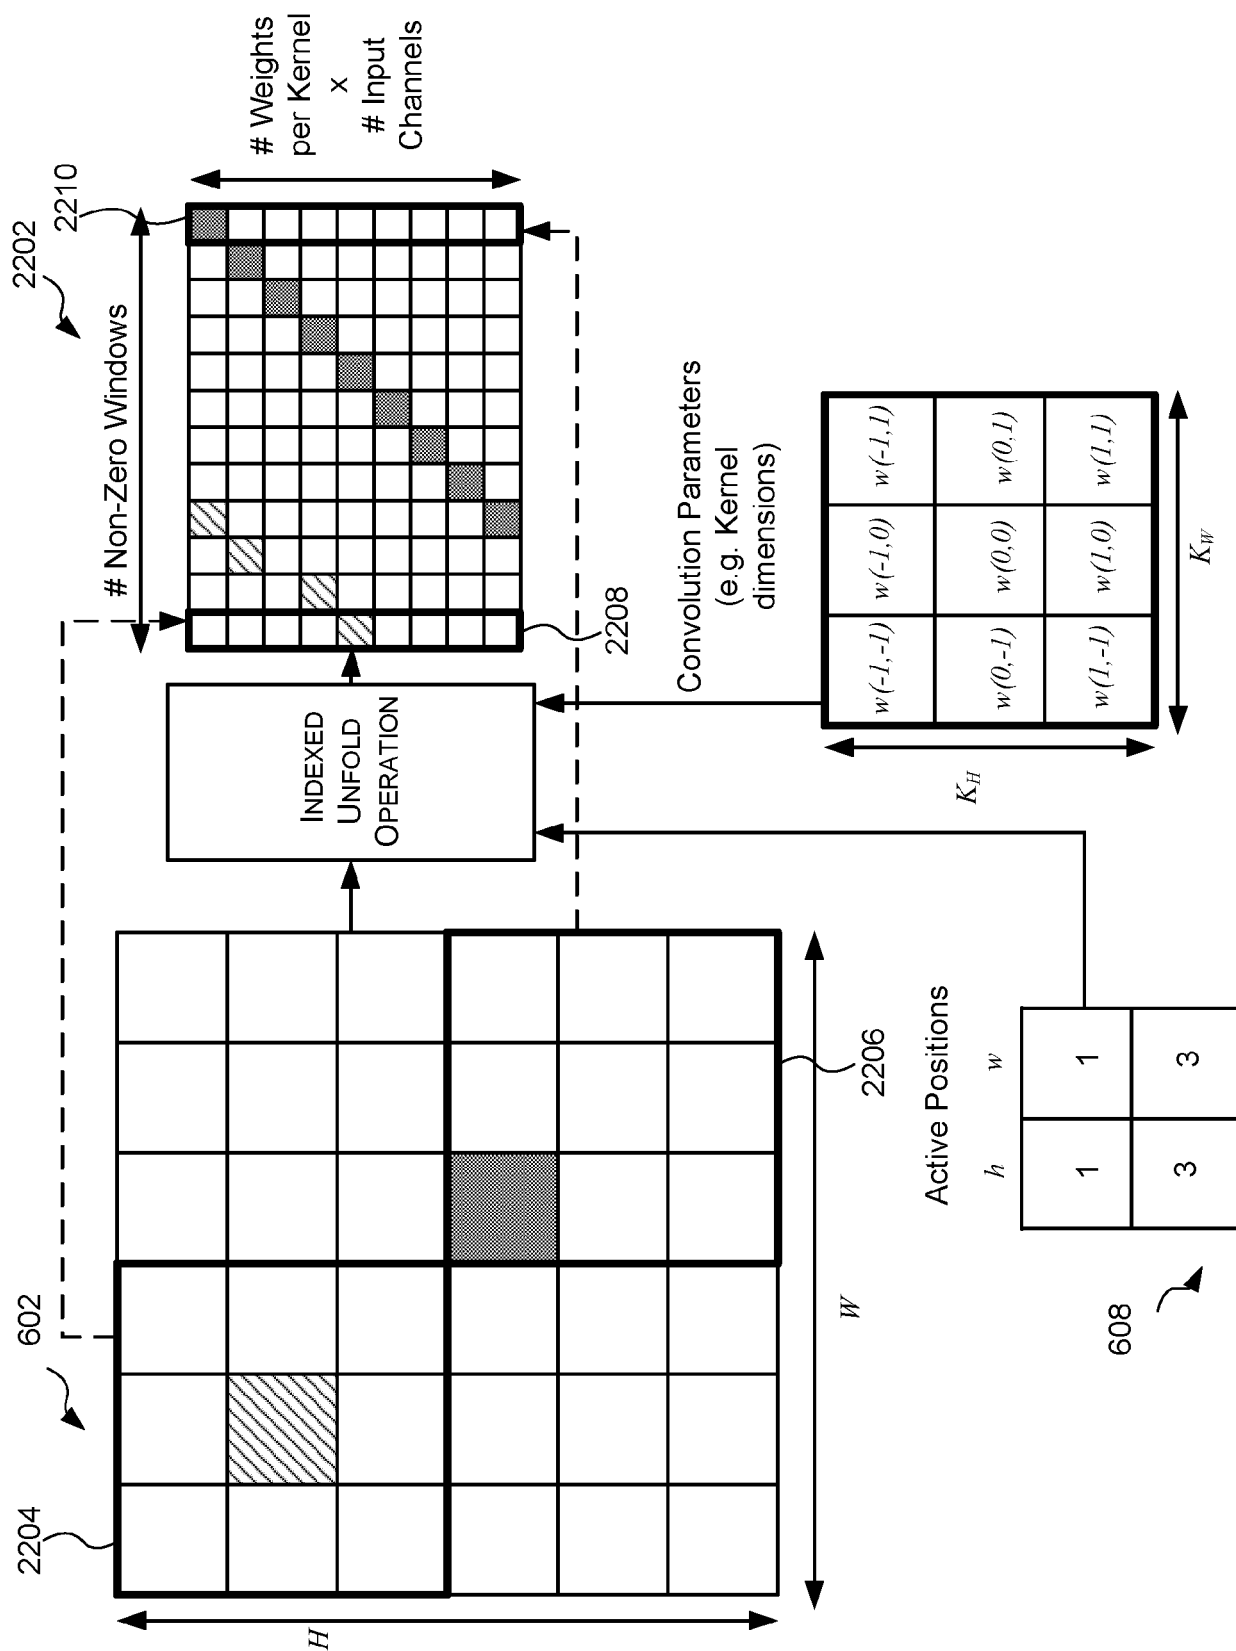 602
2204
H
W
2206
INDEXED
UNFOLD
OPERATION
2202
# Non-Zero Windows
2210
# Weights
per Kernel
x
# Input
Channels
2208
Active Positions
h w
1 1
3 3
608
Convolution Parameters
(e.g. Kernel
dimensions)
w(-1,-1) w(-1,0) w(-1,1)
w(0,-1) w(0,0) w(0,1)
w(1,-1) w(1,0) w(1,1)
K_H
K_W